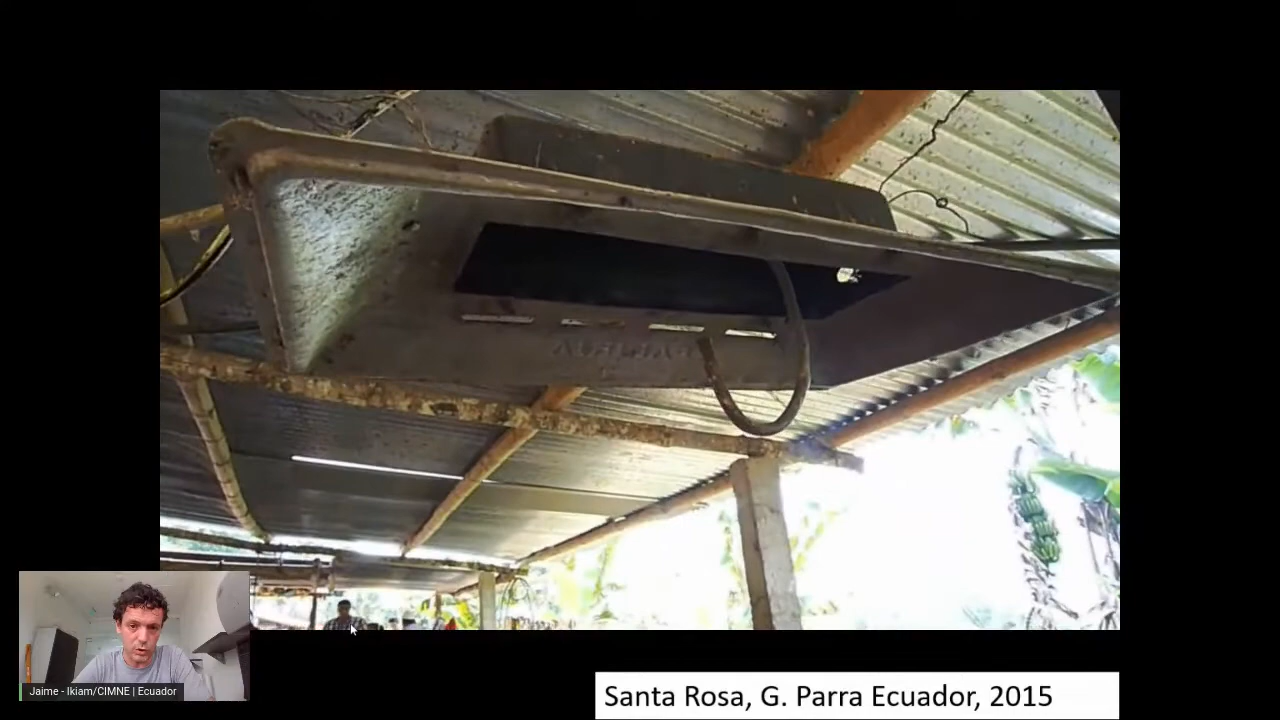 Jaime - Ikiam/CIMNE | Ecuador
Santa Rosa, G. Parra Ecuador, 2015